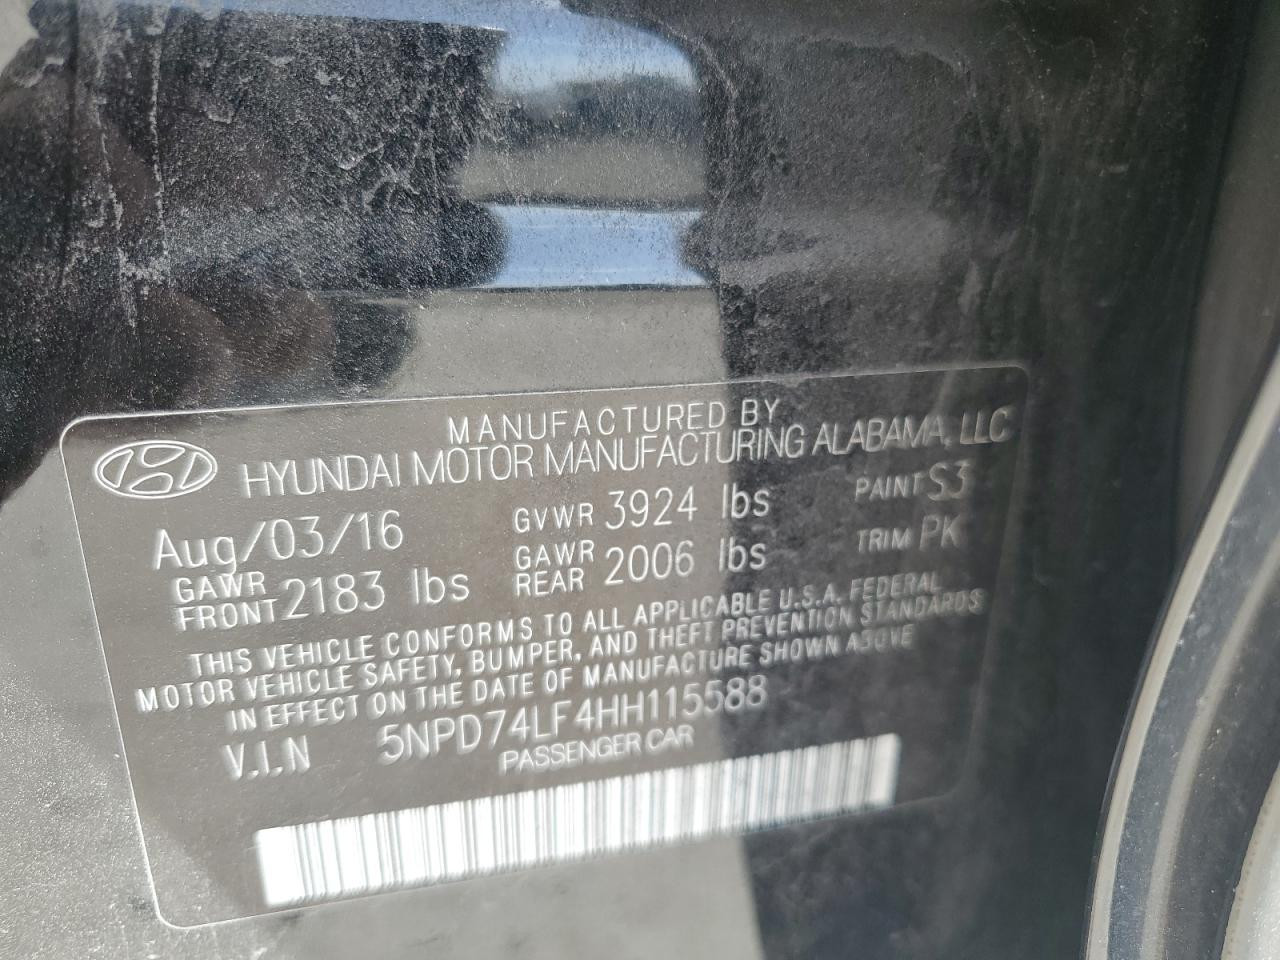 MANUFACTURED BY
HYUNDAI MOTOR MANUFACTURING ALABAMA, LLC
Aug/03/16 GVWR 3924 lbs PAINT S3
GAWR FRONT 2183 lbs GAWR REAR 2006 lbs TRIM PK
THIS VEHICLE CONFORMS TO ALL APPLICABLE U.S.A. FEDERAL
MOTOR VEHICLE SAFETY, BUMPER, AND THEFT PREVENTION STANDARDS
IN EFFECT ON THE DATE OF MANUFACTURE SHOWN ABOVE
V.I.N 5NPD74LF4HH115588
PASSENGER CAR